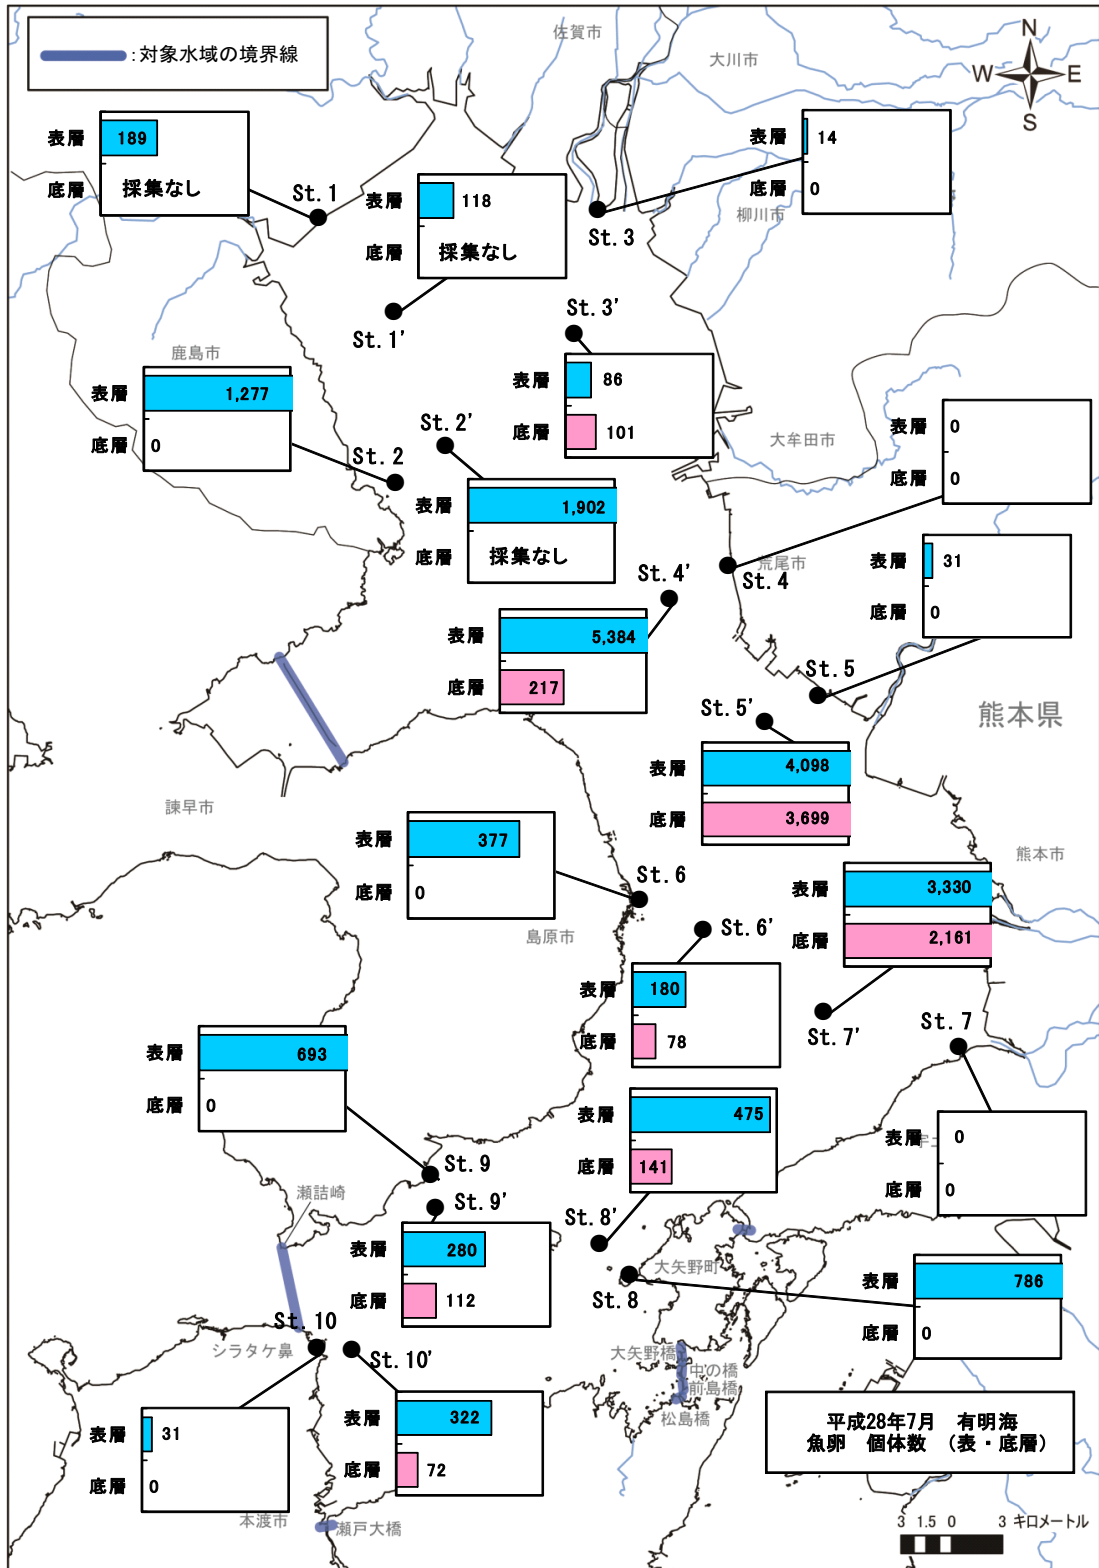 ：対象水域の境界線
佐賀市
大川市
N
W
E
S
表層 189
底層 採集なし
St. 1
表層 118
底層 採集なし
St. 1'
表層 14
底層 0
St. 3
柳川市
St. 3'
表層 86
底層 101
鹿島市
表層 1,277
底層 0
St. 2
St. 2'
表層 1,902
底層 採集なし
大牟田市
表層 0
底層 0
St. 4
荒尾市
St. 4'
表層 5,384
底層 217
表層 31
底層 0
St. 5
St. 5'
表層 4,098
底層 3,699
熊本県
諫早市
熊本市
表層 377
底層 0
St. 6
島原市
St. 6'
表層 180
底層 78
表層 3,330
底層 2,161
St. 7'
St. 7
表層 0
底層 0
表層 693
底層 0
St. 9
St. 9'
表層 280
底層 112
表層 475
底層 141
St. 8'
大矢野町
St. 8
表層 786
底層 0
瀬詰崎
St. 10
シラタケ鼻
St. 10'
表層 31
底層 0
表層 322
底層 72
大矢野橋
中の橋
前島橋
松島橋
本渡市
瀬戸大橋
平成28年7月 有明海
魚卵 個体数 （表・底層）
3 1.5 0 3 キロメートル